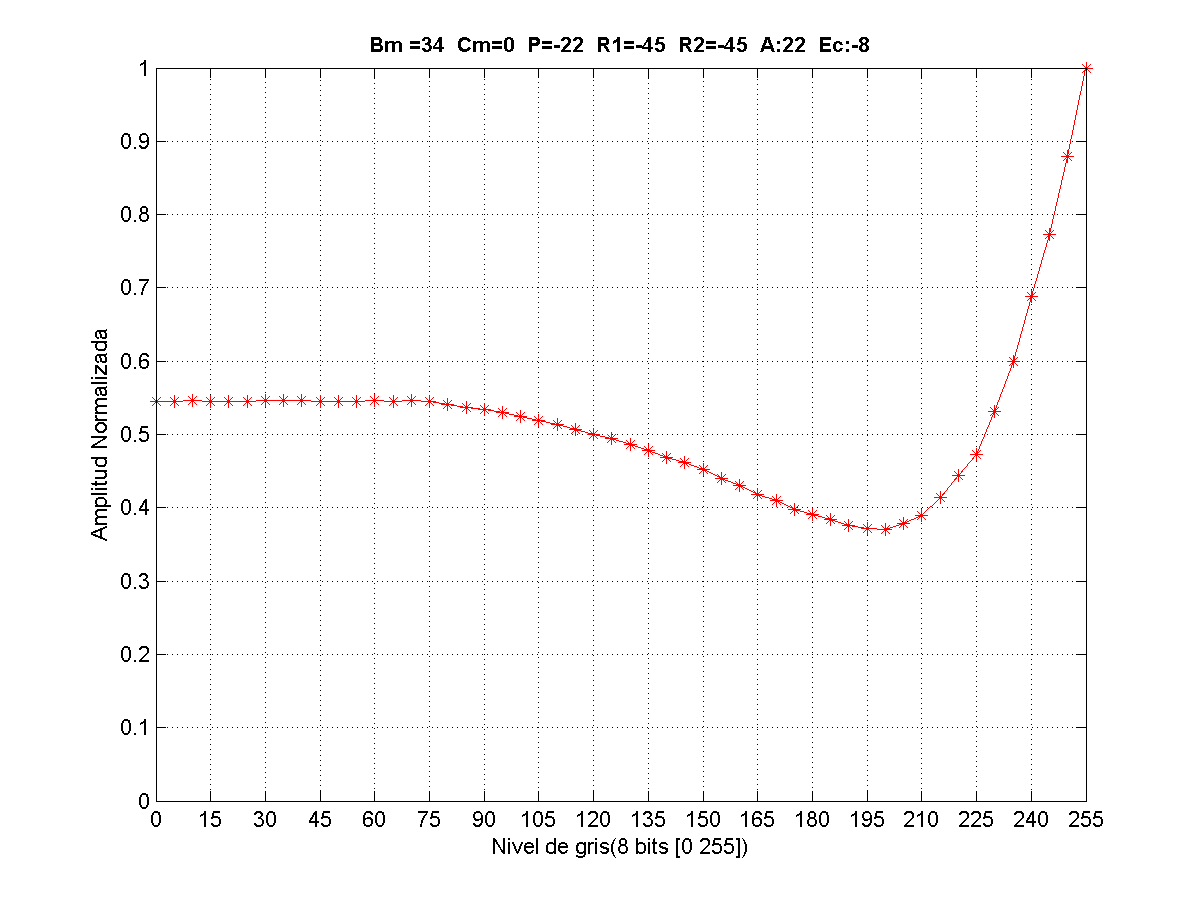 Bm =34  Cm=0  P=-22  R1=-45  R2=-45  A:22  Ec:-8
1
0.9
0.8
0.7
0.6
0.5
0.4
0.3
0.2
0.1
0
Amplitud Normalizada
0 15 30 45 60 75 90 105 120 135 150 165 180 195 210 225 240 255
Nivel de gris(8 bits [0 255])